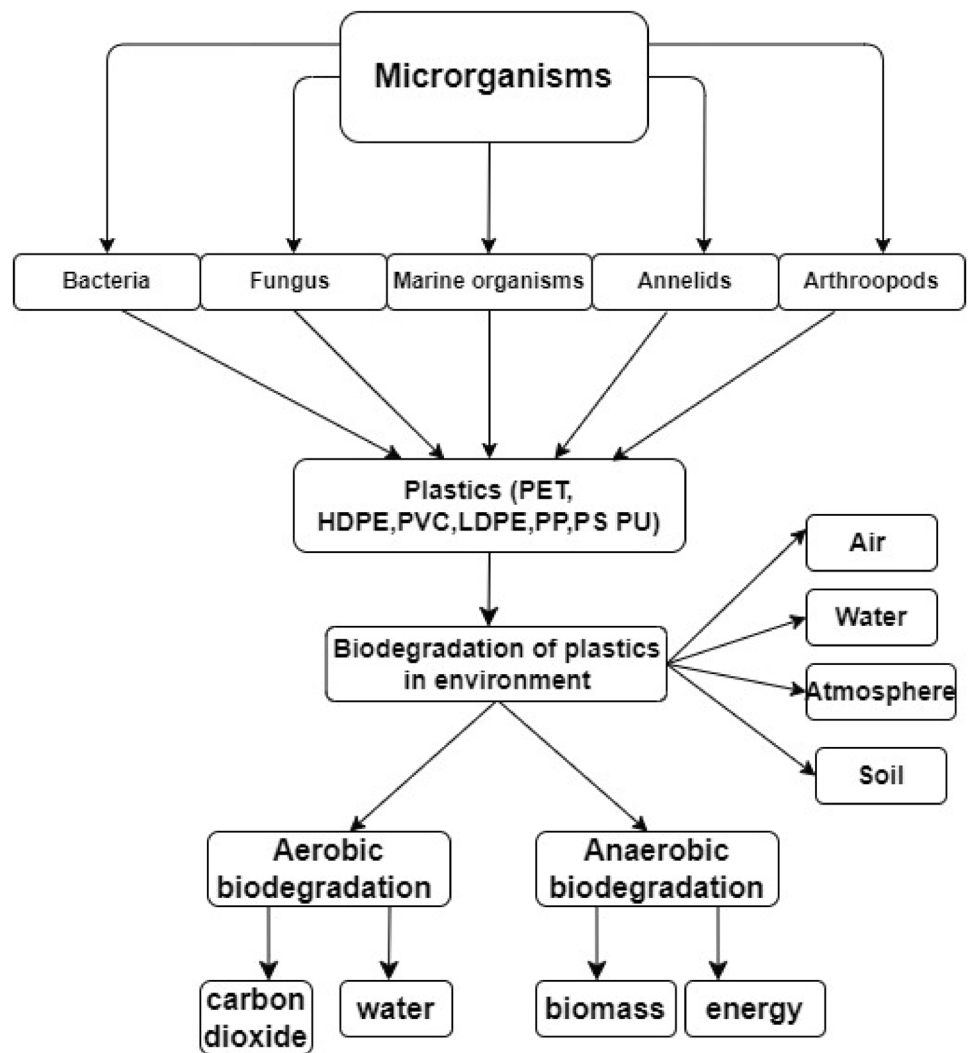 Microrganisms
Bacteria
Fungus
Marine organisms
Annelids
Arthroopods
Plastics (PET,
HDPE,PVC,LDPE,PP,PS PU)
Air
Water
Biodegradation of plastics
in environment
Atmosphere
Soil
Aerobic
biodegradation
Anaerobic
biodegradation
carbon
dioxide
water
biomass
energy